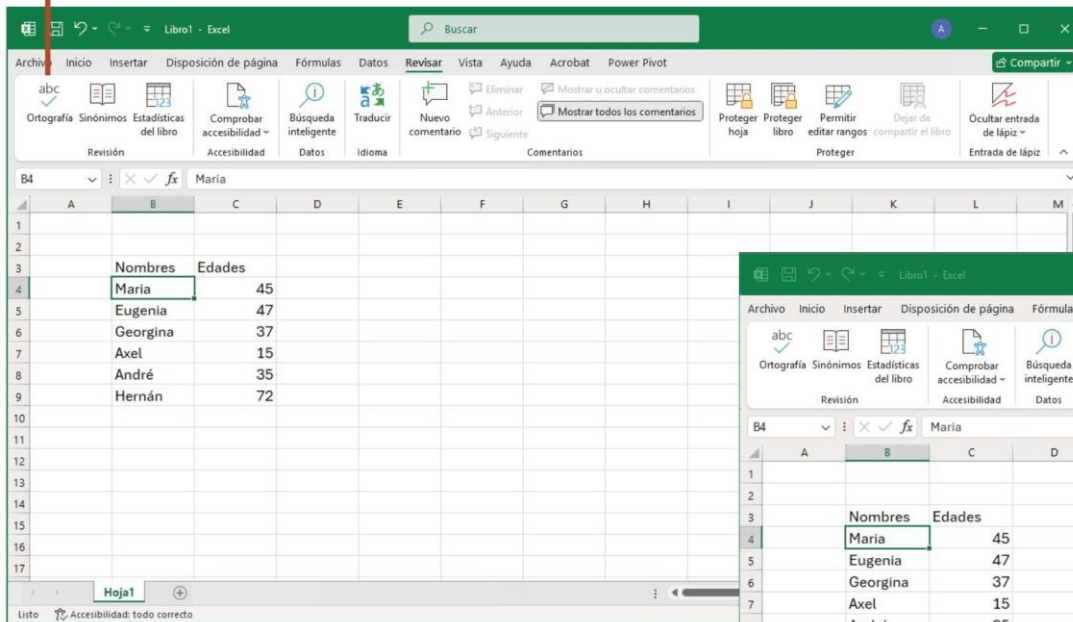 Libro1 - Excel
Buscar
A
Archivo Inicio Insertar Disposición de página Fórmulas Datos Revisar Vista Ayuda Acrobat Power Pivot
Compartir
abc
Ortografía
Sinónimos
123
Estadísticas
del libro
Revisión
Comprobar
accesibilidad
Accesibilidad
Búsqueda
inteligente
Datos
aあ
Traducir
Idioma
Nuevo
comentario
Eliminar
Anterior
Siguiente
Mostrar u ocultar comentarios
Mostrar todos los comentarios
Comentarios
Proteger
hoja
Proteger
libro
Permitir
editar rangos
Dejar de
compartir el libro
Proteger
Ocultar entrada
de lápiz
Entrada de lápiz
B4 fx Maria
A B C D E F G H I J K L M
1
2
3 Nombres Edades
4 Maria 45
5 Eugenia 47
6 Georgina 37
7 Axel 15
8 André 35
9 Hernán 72
10
11
12
13
14
15
16
17
Hoja1
Listo Accesibilidad: todo correcto
Libro1 - Excel
Archivo Inicio Insertar Disposición de página Fórmula
abc
Ortografía
Sinónimos
123
Estadísticas
del libro
Revisión
Comprobar
accesibilidad
Accesibilidad
Búsqueda
inteligente
Datos
B4 fx Maria
A B C D
1
2
3 Nombres Edades
4 Maria 45
5 Eugenia 47
6 Georgina 37
7 Axel 15